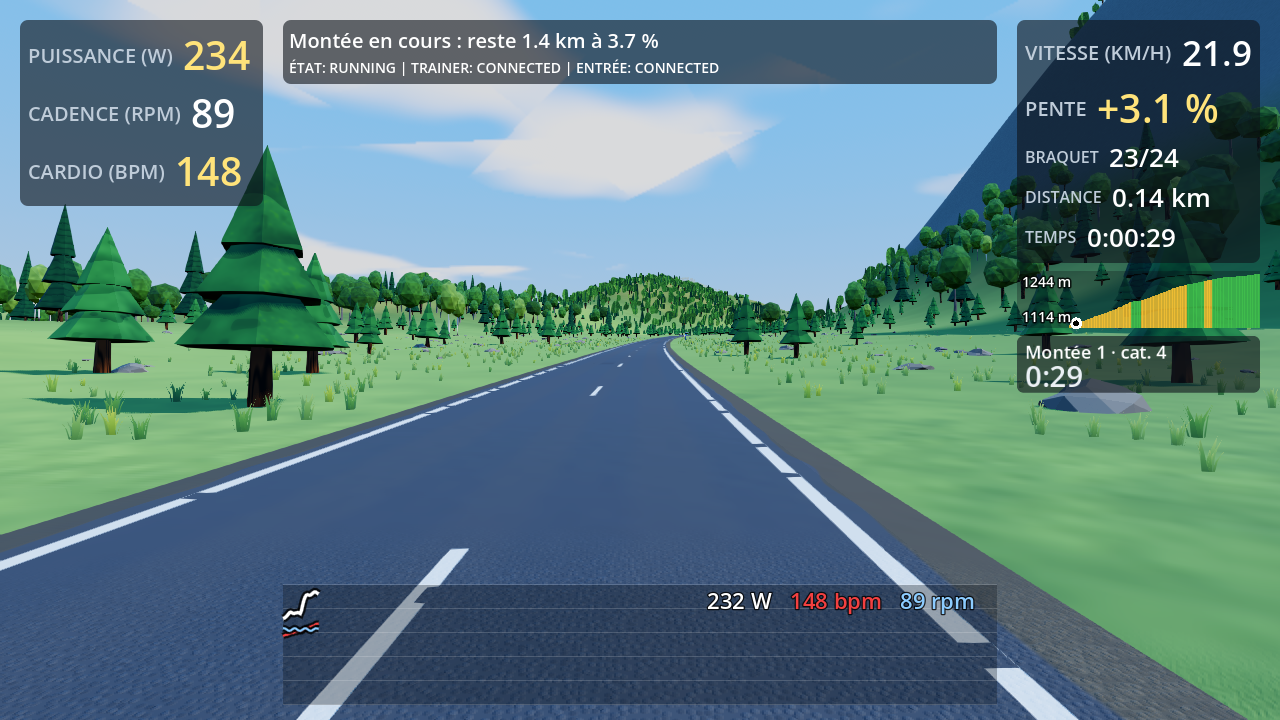 PUISSANCE (W) 234
CADENCE (RPM) 89
CARDIO (BPM) 148
Montée en cours : reste 1.4 km à 3.7 %
ÉTAT: RUNNING | TRAINER: CONNECTED | ENTRÉE: CONNECTED
VITESSE (KM/H) 21.9
PENTE +3.1 %
BRAQUET 23/24
DISTANCE 0.14 km
TEMPS 0:00:29
1244 m
1114 m
Montée 1 · cat. 4
0:29
232 W 148 bpm 89 rpm